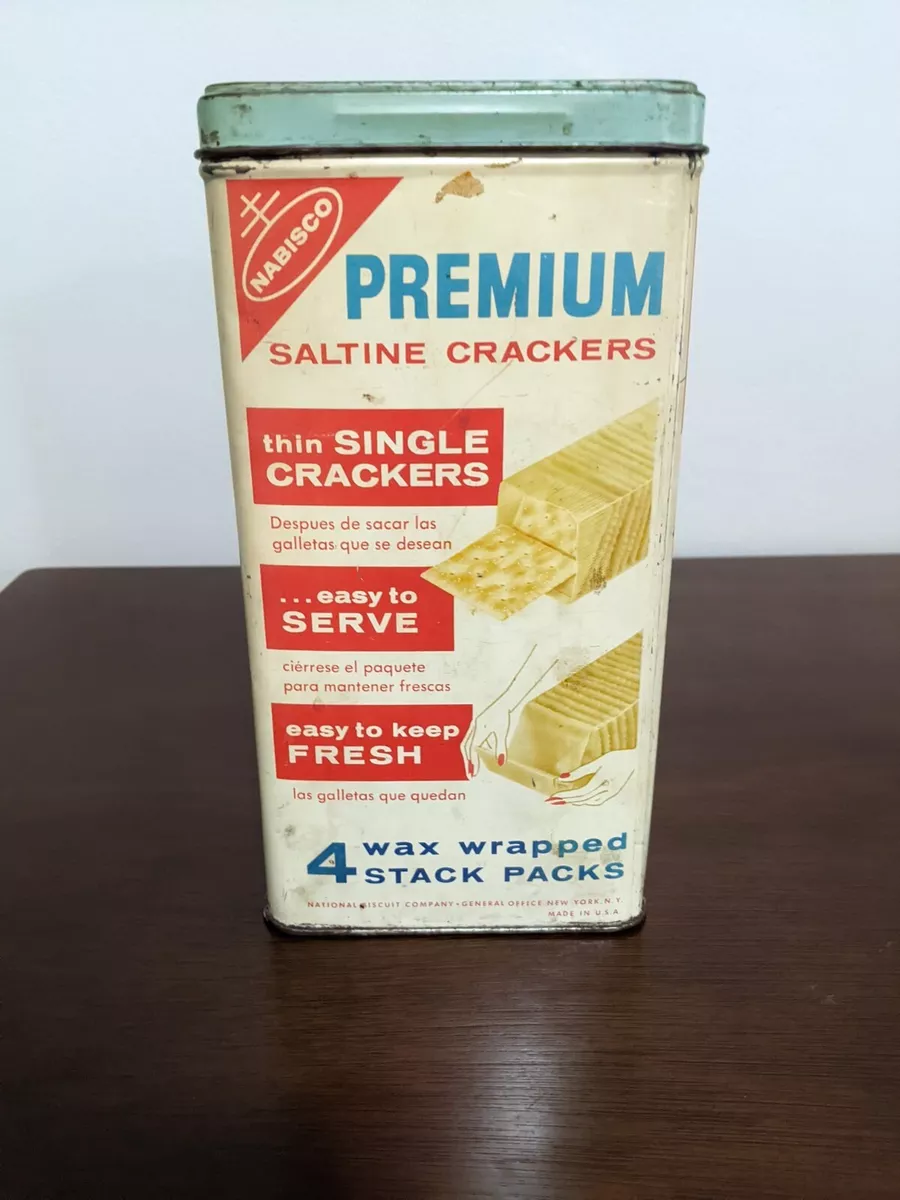 NABISCO
PREMIUM
SALTINE CRACKERS
thin SINGLE
CRACKERS
Despues de sacar las
galletas que se desean
...easy to
SERVE
ciérrese el paquete
para mantener frescas
easy to keep
FRESH
las galletas que quedan
4 wax wrapped
STACK PACKS
NATIONAL BISCUIT COMPANY • GENERAL OFFICE NEW YORK, N.Y.
MADE IN U.S.A.